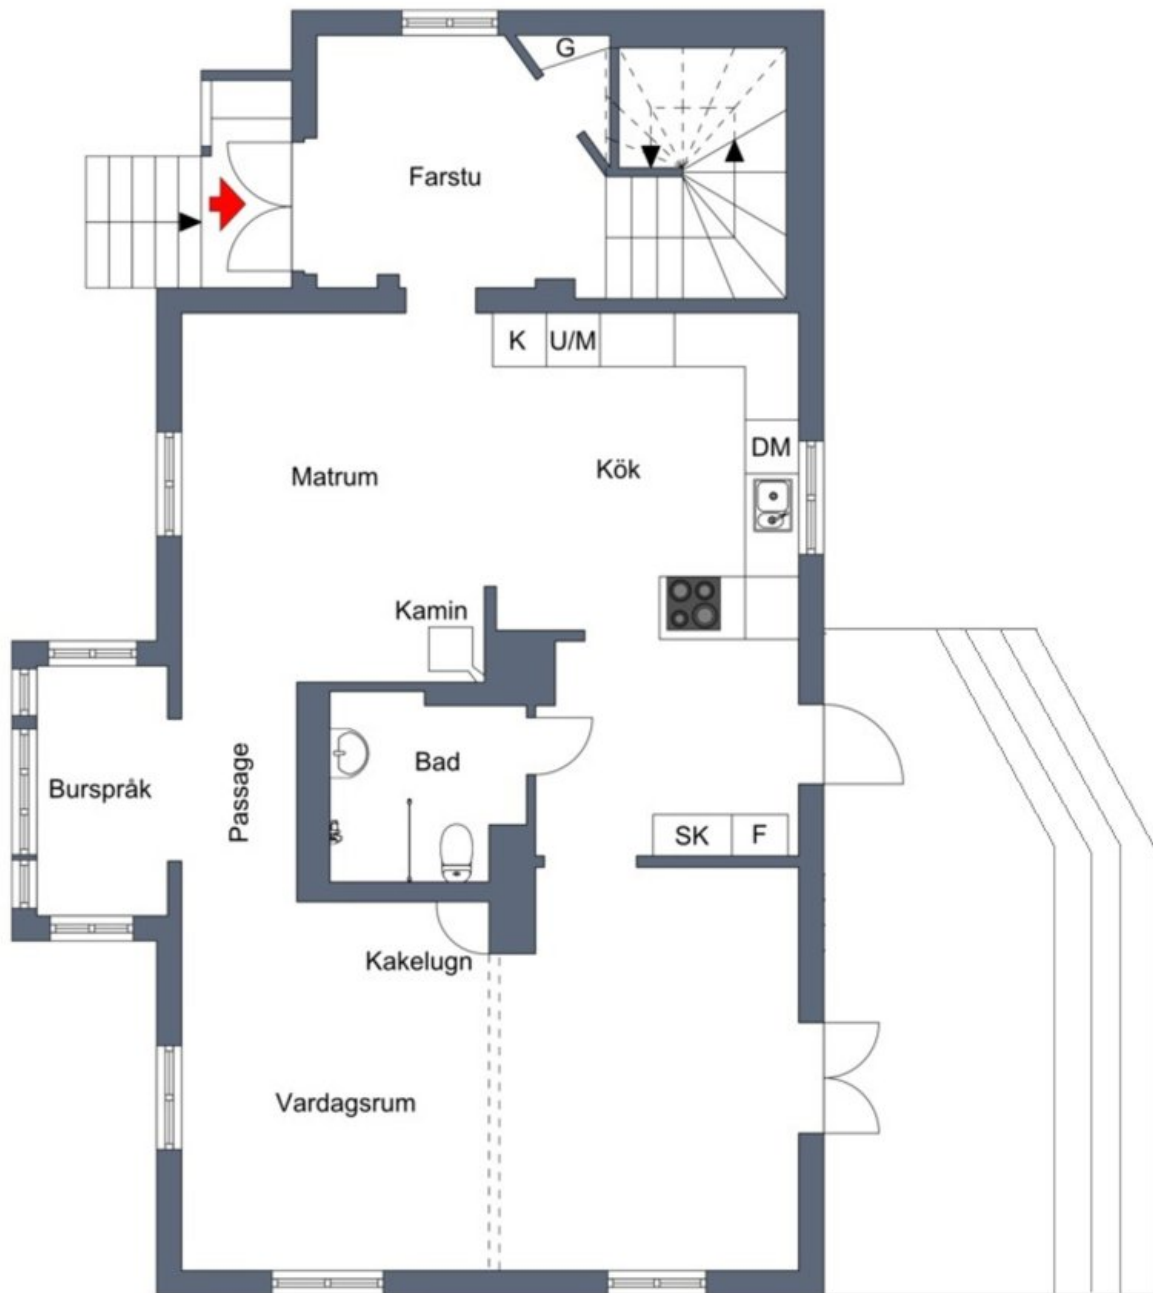 G
Farstu
K
U/M
DM
Matrum
Kök
Kamin
Bad
Burspråk
Passage
SK
F
Kakelugn
Vardagsrum